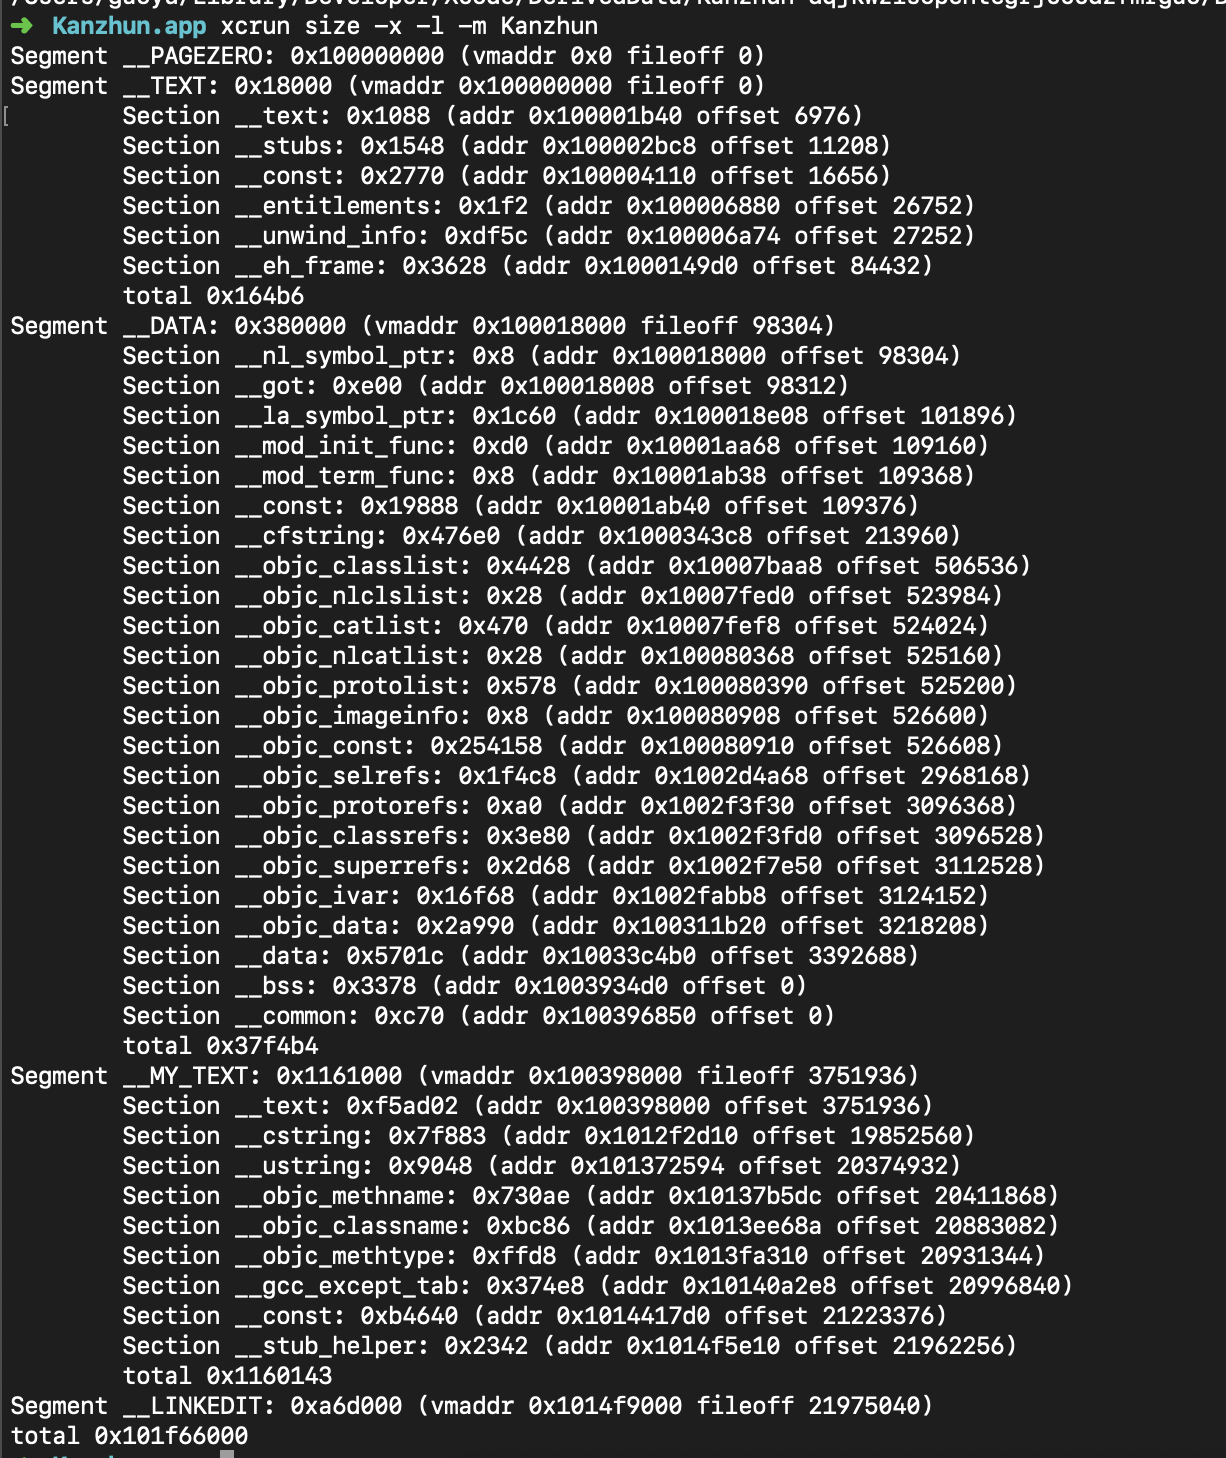 ➜ Kanzhun.app xcrun size -x -l -m Kanzhun
Segment __PAGEZERO: 0x100000000 (vmaddr 0x0 fileoff 0)
Segment __TEXT: 0x18000 (vmaddr 0x100000000 fileoff 0)
Section __text: 0x1088 (addr 0x100001b40 offset 6976)
Section __stubs: 0x1548 (addr 0x100002bc8 offset 11208)
Section __const: 0x2770 (addr 0x100004110 offset 16656)
Section __entitlements: 0x1f2 (addr 0x100006880 offset 26752)
Section __unwind_info: 0xdf5c (addr 0x100006a74 offset 27252)
Section __eh_frame: 0x3628 (addr 0x1000149d0 offset 84432)
total 0x164b6
Segment __DATA: 0x380000 (vmaddr 0x100018000 fileoff 98304)
Section __nl_symbol_ptr: 0x8 (addr 0x100018000 offset 98304)
Section __got: 0xe00 (addr 0x100018008 offset 98312)
Section __la_symbol_ptr: 0x1c60 (addr 0x100018e08 offset 101896)
Section __mod_init_func: 0xd0 (addr 0x10001aa68 offset 109160)
Section __mod_term_func: 0x8 (addr 0x10001ab38 offset 109368)
Section __const: 0x19888 (addr 0x10001ab40 offset 109376)
Section __cfstring: 0x476e0 (addr 0x1000343c8 offset 213960)
Section __objc_classlist: 0x4428 (addr 0x10007baa8 offset 506536)
Section __objc_nlclslist: 0x28 (addr 0x10007fed0 offset 523984)
Section __objc_catlist: 0x470 (addr 0x10007fef8 offset 524024)
Section __objc_nlcatlist: 0x28 (addr 0x100080368 offset 525160)
Section __objc_protolist: 0x578 (addr 0x100080390 offset 525200)
Section __objc_imageinfo: 0x8 (addr 0x100080908 offset 526600)
Section __objc_const: 0x254158 (addr 0x100080910 offset 526608)
Section __objc_selrefs: 0x1f4c8 (addr 0x1002d4a68 offset 2968168)
Section __objc_protorefs: 0xa0 (addr 0x1002f3f30 offset 3096368)
Section __objc_classrefs: 0x3e80 (addr 0x1002f3fd0 offset 3096528)
Section __objc_superrefs: 0x2d68 (addr 0x1002f7e50 offset 3112528)
Section __objc_ivar: 0x16f68 (addr 0x1002fabb8 offset 3124152)
Section __objc_data: 0x2a990 (addr 0x100311b20 offset 3218208)
Section __data: 0x5701c (addr 0x10033c4b0 offset 3392688)
Section __bss: 0x3378 (addr 0x1003934d0 offset 0)
Section __common: 0xc70 (addr 0x100396850 offset 0)
total 0x37f4b4
Segment __MY_TEXT: 0x1161000 (vmaddr 0x100398000 fileoff 3751936)
Section __text: 0xf5ad02 (addr 0x100398000 offset 3751936)
Section __cstring: 0x7f883 (addr 0x1012f2d10 offset 19852560)
Section __ustring: 0x9048 (addr 0x101372594 offset 20374932)
Section __objc_methname: 0x730ae (addr 0x10137b5dc offset 20411868)
Section __objc_classname: 0xbc86 (addr 0x1013ee68a offset 20883082)
Section __objc_methtype: 0xffd8 (addr 0x1013fa310 offset 20931344)
Section __gcc_except_tab: 0x374e8 (addr 0x10140a2e8 offset 20996840)
Section __const: 0xb4640 (addr 0x1014417d0 offset 21223376)
Section __stub_helper: 0x2342 (addr 0x1014f5e10 offset 21962256)
total 0x1160143
Segment __LINKEDIT: 0xa6d000 (vmaddr 0x1014f9000 fileoff 21975040)
total 0x101f66000